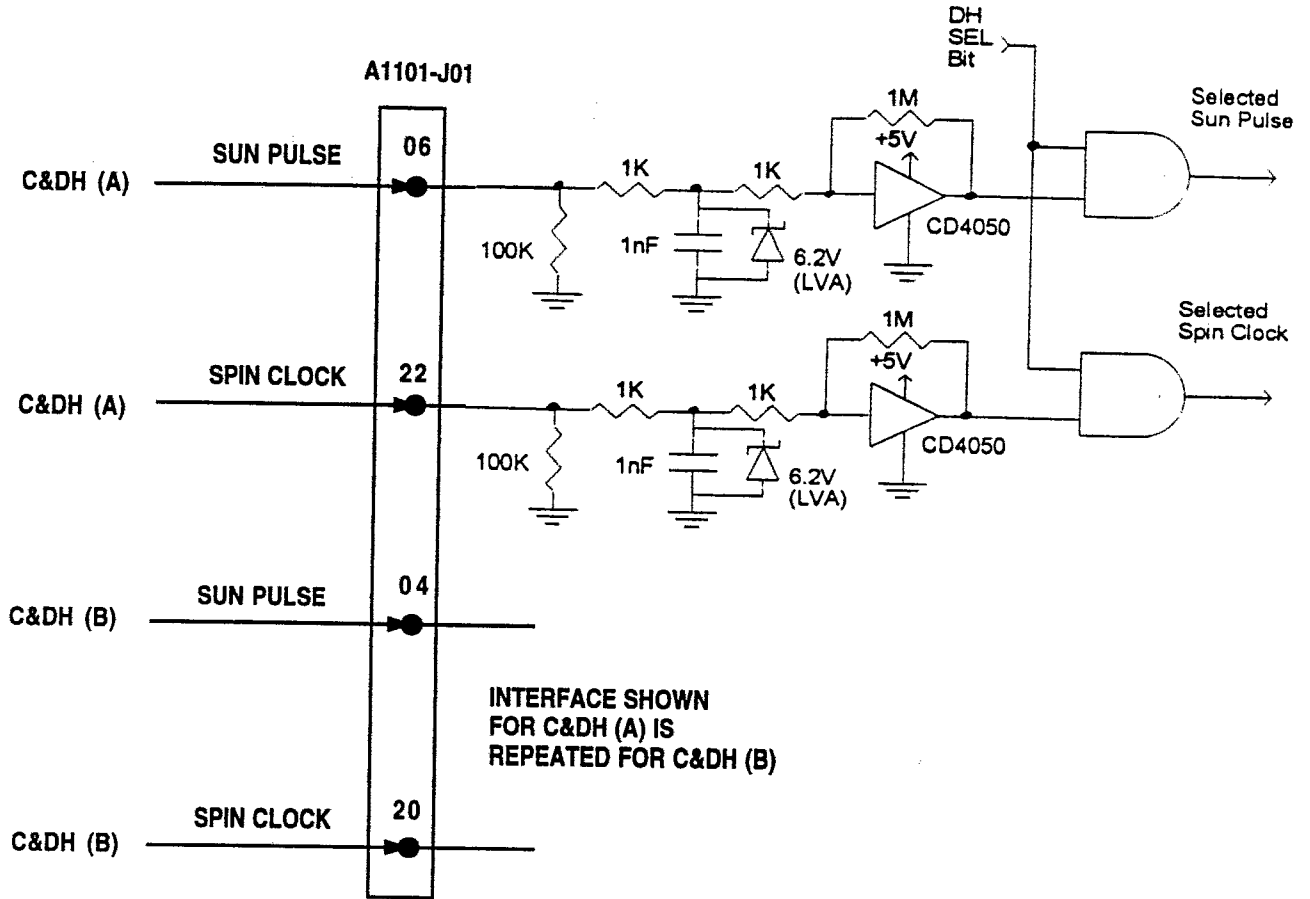 DH
SEL
Bit
A1101-J01
C&DH (A)
SUN PULSE
06
1K
1K
1M
+5V
CD4050
100K
1nF
6.2V
(LVA)
Selected
Sun Pulse
C&DH (A)
SPIN CLOCK
22
1K
1K
1M
+5V
CD4050
100K
1nF
6.2V
(LVA)
Selected
Spin Clock
C&DH (B)
SUN PULSE
04
INTERFACE SHOWN
FOR C&DH (A) IS
REPEATED FOR C&DH (B)
C&DH (B)
SPIN CLOCK
20